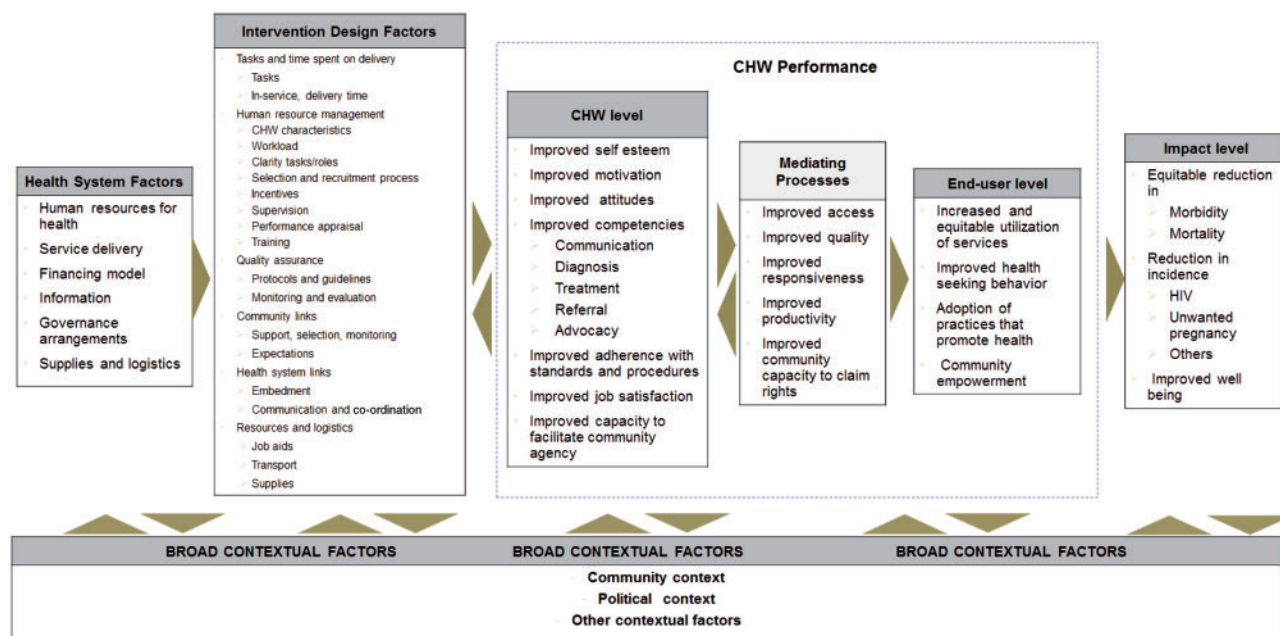 Health System Factors
Human resources for
health
Service delivery
Financing model
Information
Governance
arrangements
Supplies and logistics
Intervention Design Factors
Tasks and time spent on delivery
Tasks
In-service, delivery time
Human resource management
CHW characteristics
Workload
Clarity tasks/roles
Selection and recruitment process
Incentives
Supervision
Performance appraisal
Training
Quality assurance
Protocols and guidelines
Monitoring and evaluation
Community links
Support, selection, monitoring
Expectations
Health system links
Embedment
Communication and co-ordination
Resources and logistics
Job aids
Transport
Supplies
CHW Performance
CHW level
Improved self esteem
Improved motivation
Improved attitudes
Improved competencies
Communication
Diagnosis
Treatment
Referral
Advocacy
Improved adherence with
standards and procedures
Improved job satisfaction
Improved capacity to
facilitate community
agency
Mediating
Processes
Improved access
Improved quality
Improved
responsiveness
Improved
productivity
Improved
community
capacity to claim
rights
End-user level
Increased and
equitable utilization
of services
Improved health
seeking behavior
Adoption of
practices that
promote health
Community
empowerment
Impact level
Equitable reduction
in
Morbidity
Mortality
Reduction in
incidence
HIV
Unwanted
pregnancy
Others
Improved well
being
BROAD CONTEXTUAL FACTORS BROAD CONTEXTUAL FACTORS BROAD CONTEXTUAL FACTORS
Community context
Political context
Other contextual factors